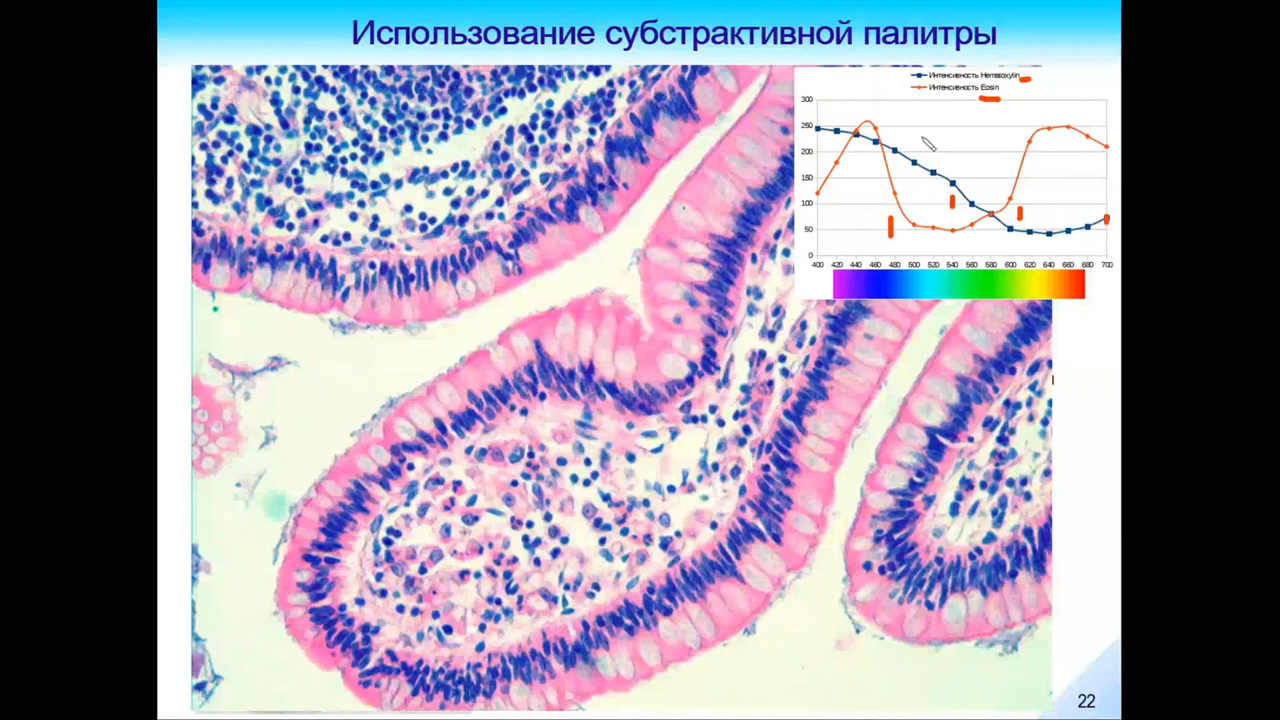 Использование субстрактивной палитры
Интенсивность Hematoxylin
Интенсивность Eosin
300
250
200
150
100
50
0
400 420 440 460 480 500 520 540 560 580 600 620 640 660 680 700
22